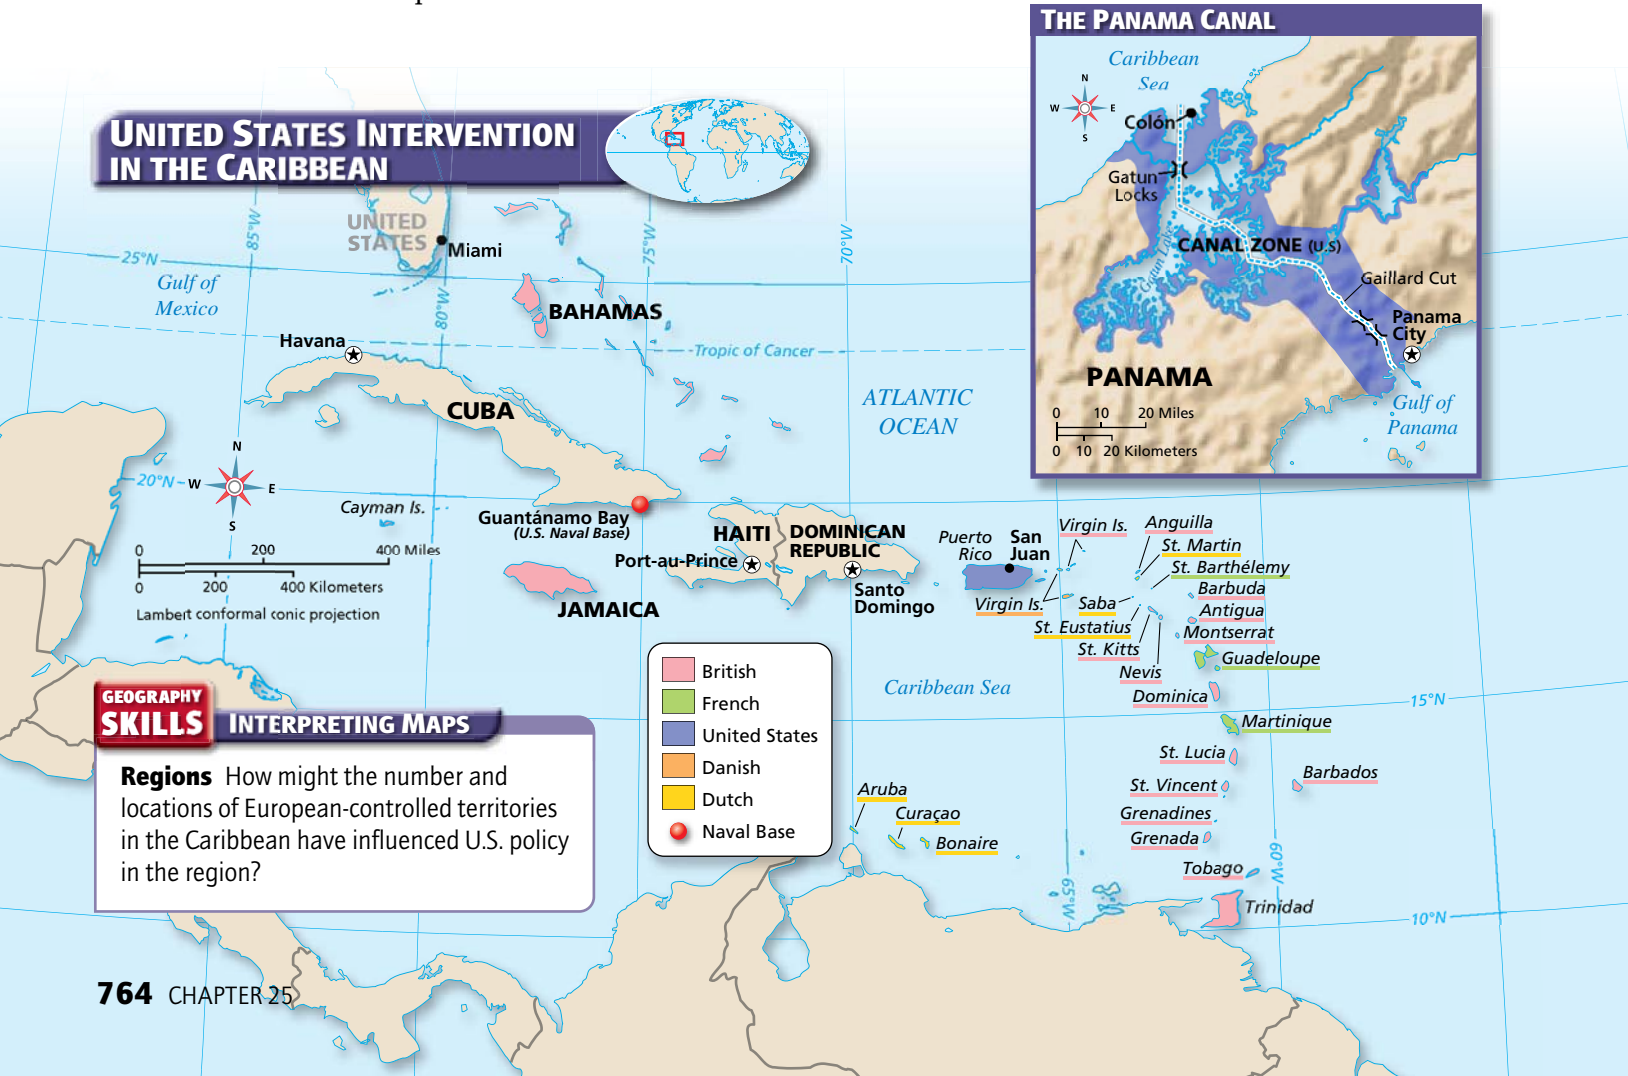 THE PANAMA CANAL
Caribbean
Sea
N
W E
S
Colón
Gatun
Locks
CANAL ZONE (U.S)
Gatun Lake
Gaillard Cut
Panama
City
PANAMA
0 10 20 Miles
0 10 20 Kilometers
Gulf of
Panama
UNITED STATES INTERVENTION
IN THE CARIBBEAN
UNITED
STATES
Miami
85°W
80°W
75°W
70°W
25°N
Gulf of
Mexico
BAHAMAS
Havana
Tropic of Cancer
CUBA
ATLANTIC
OCEAN
N
W E
S
20°N
Cayman Is.
Guantánamo Bay
(U.S. Naval Base)
HAITI
DOMINICAN
REPUBLIC
Port-au-Prince
Santo
Domingo
Puerto
Rico
San
Juan
Virgin Is.
Anguilla
St. Martin
St. Barthélemy
Barbuda
Antigua
Montserrat
Virgin Is.
Saba
St. Eustatius
St. Kitts
Nevis
Guadeloupe
Dominica
15°N
Martinique
St. Lucia
Barbados
St. Vincent
Grenadines
Grenada
Tobago
Trinidad
65°W
60°W
10°N
0 200 400 Miles
0 200 400 Kilometers
Lambert conformal conic projection
JAMAICA
Caribbean Sea
Aruba
Curaçao
Bonaire
British
French
United States
Danish
Dutch
Naval Base
GEOGRAPHY
SKILLS
INTERPRETING MAPS
Regions How might the number and
locations of European-controlled territories
in the Caribbean have influenced U.S. policy
in the region?
764 CHAPTER 25